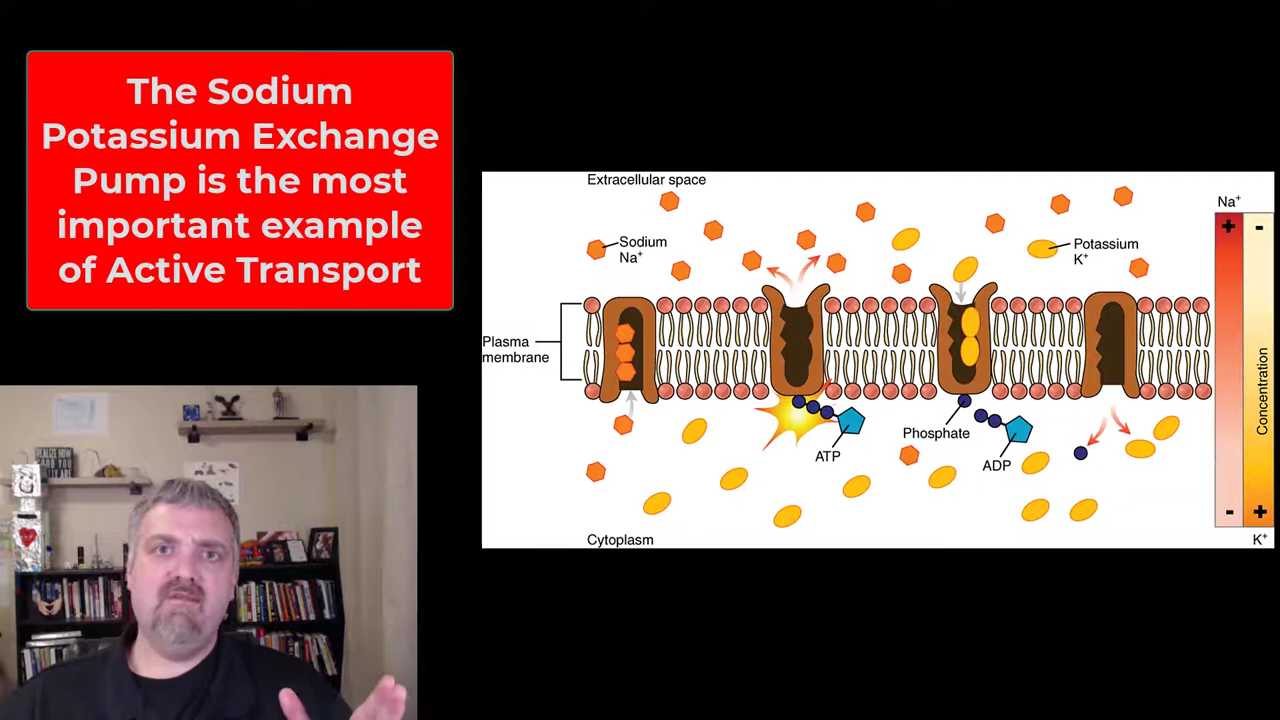 The Sodium
Potassium Exchange
Pump is the most
important example
of Active Transport
Extracellular space
Sodium
Na⁺
Potassium
K⁺
Na⁺
+
-
Plasma
membrane
Concentration
Phosphate
ATP
ADP
-
+
Cytoplasm
K⁺